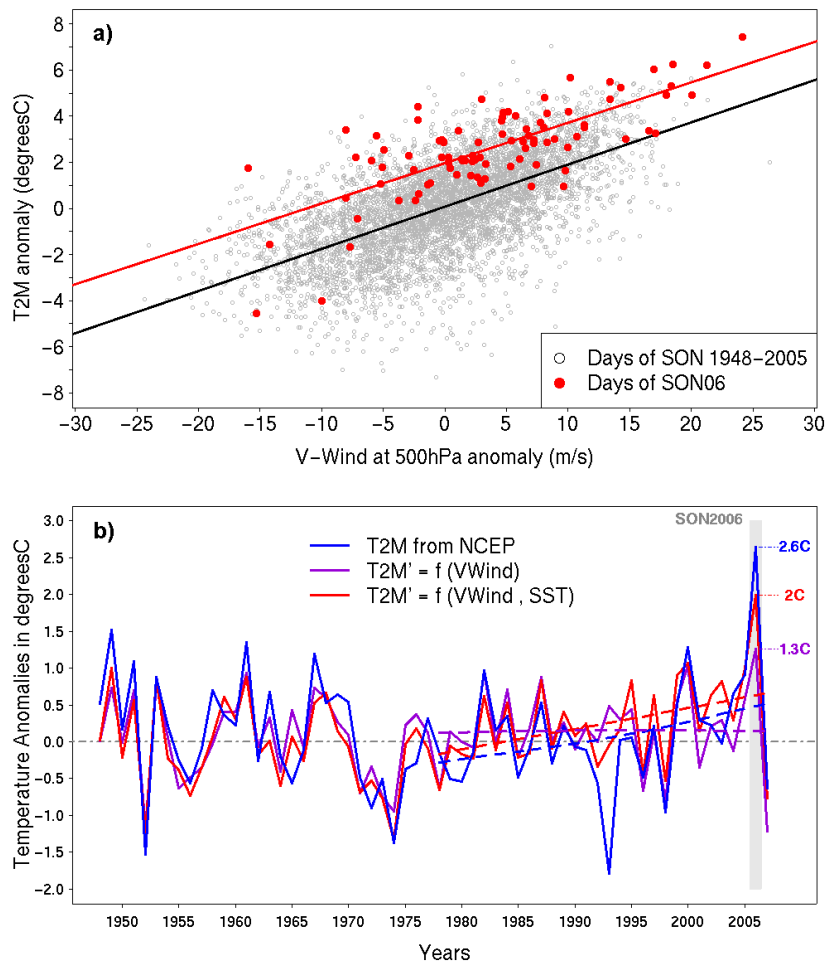 a)
8
6
4
2
0
−2
−4
−6
−8
T2M anomaly (degreesC)
Days of SON 1948−2005
Days of SON06
−30 −25 −20 −15 −10 −5 0 5 10 15 20 25 30
V−Wind at 500hPa anomaly (m/s)
b)
SON2006
3.0
2.5
2.0
1.5
1.0
0.5
0.0
−0.5
−1.0
−1.5
−2.0
Temperature Anomalies in degreesC
T2M from NCEP
T2M' = f (VWind)
T2M' = f (VWind , SST)
2.6C
2C
1.3C
1950 1955 1960 1965 1970 1975 1980 1985 1990 1995 2000 2005
Years